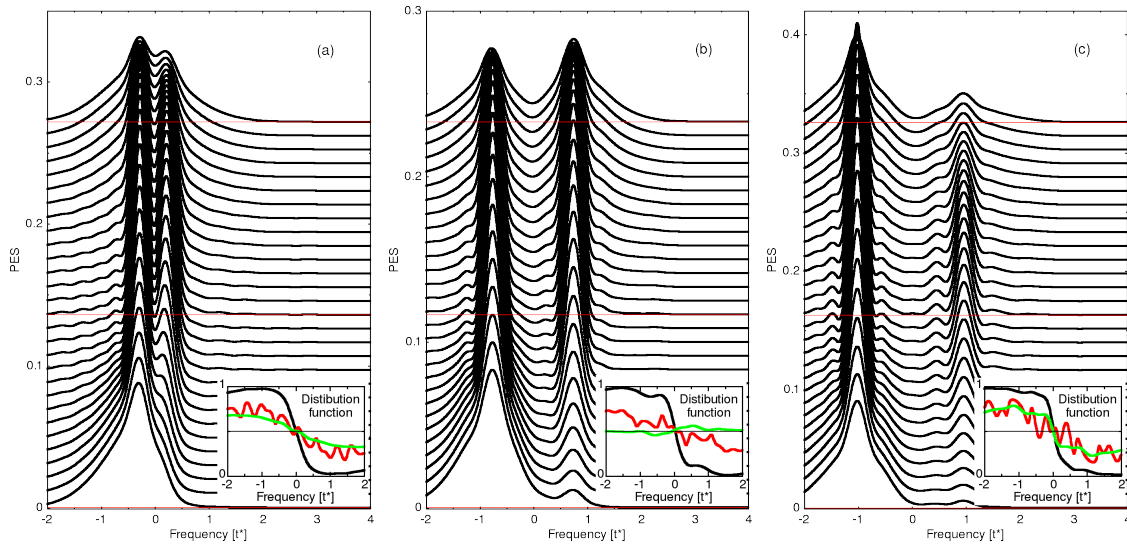 (a)
PES
0.3
0.2
0.1
0
-2 -1 0 1 2 3 4
Frequency [t*]
1
Distibution
function
0
-2 -1 0 1 2
Frequency [t*]
(b)
PES
0.3
0.2
0.1
0
-2 -1 0 1 2 3 4
Frequency [t*]
1
Distibution
function
0
-2 -1 0 1 2
Frequency [t*]
(c)
PES
0.4
0.3
0.2
0.1
0
-2 -1 0 1 2 3 4
Frequency [t*]
1
Distibution
function
0
-2 -1 0 1 2
Frequency [t*]